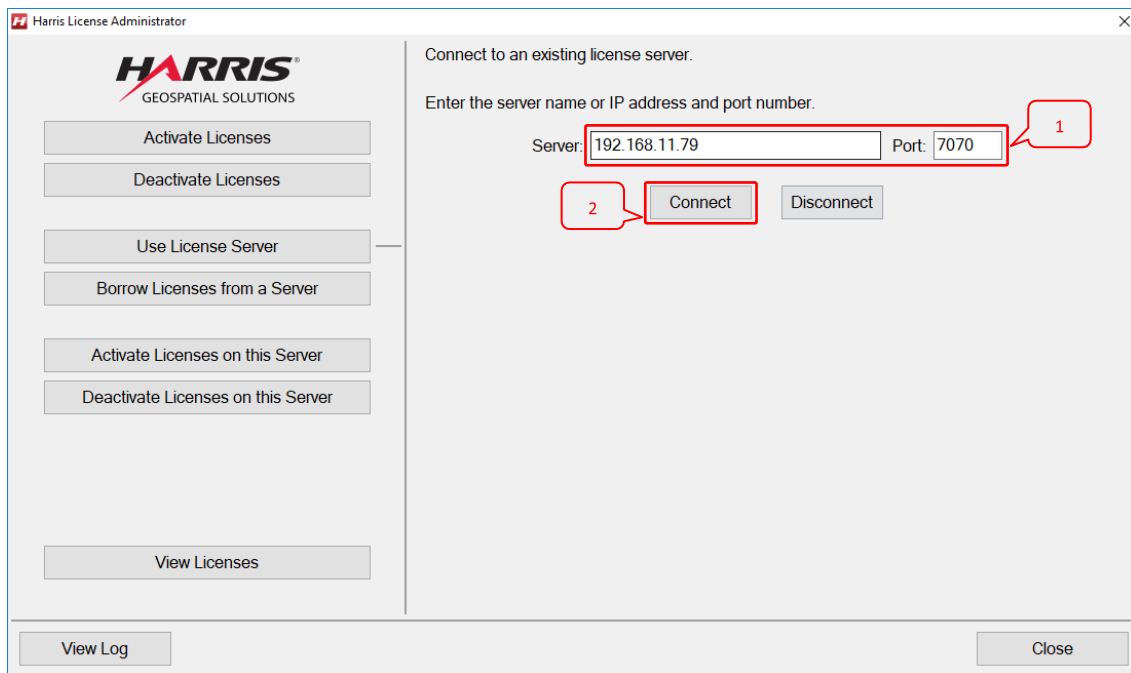 Harris License Administrator
HARRIS®
GEOSPATIAL SOLUTIONS
Activate Licenses
Deactivate Licenses
Use License Server
Borrow Licenses from a Server
Activate Licenses on this Server
Deactivate Licenses on this Server
View Licenses
Connect to an existing license server.
Enter the server name or IP address and port number.
Server: 192.168.11.79 Port: 7070
1
2
Connect Disconnect
View Log Close